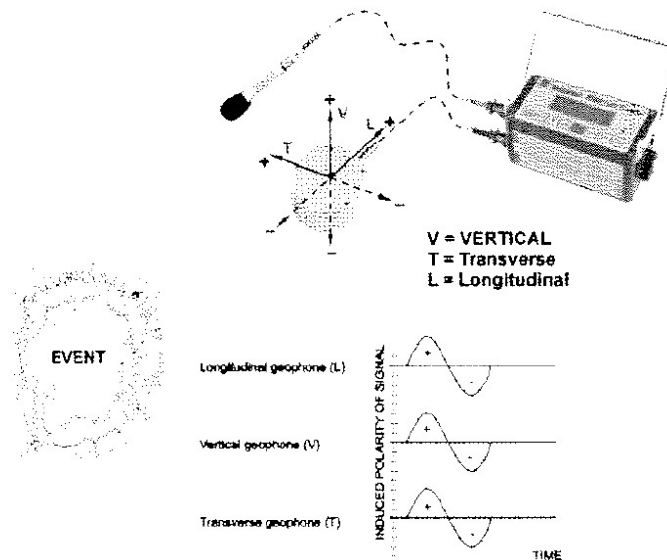 V
L
T
V = VERTICAL
T = Transverse
L = Longitudinal
EVENT
Longitudinal geophone (L)
Vertical geophone (V)
Transverse geophone (T)
INDUCED POLARITY OF SIGNAL
TIME